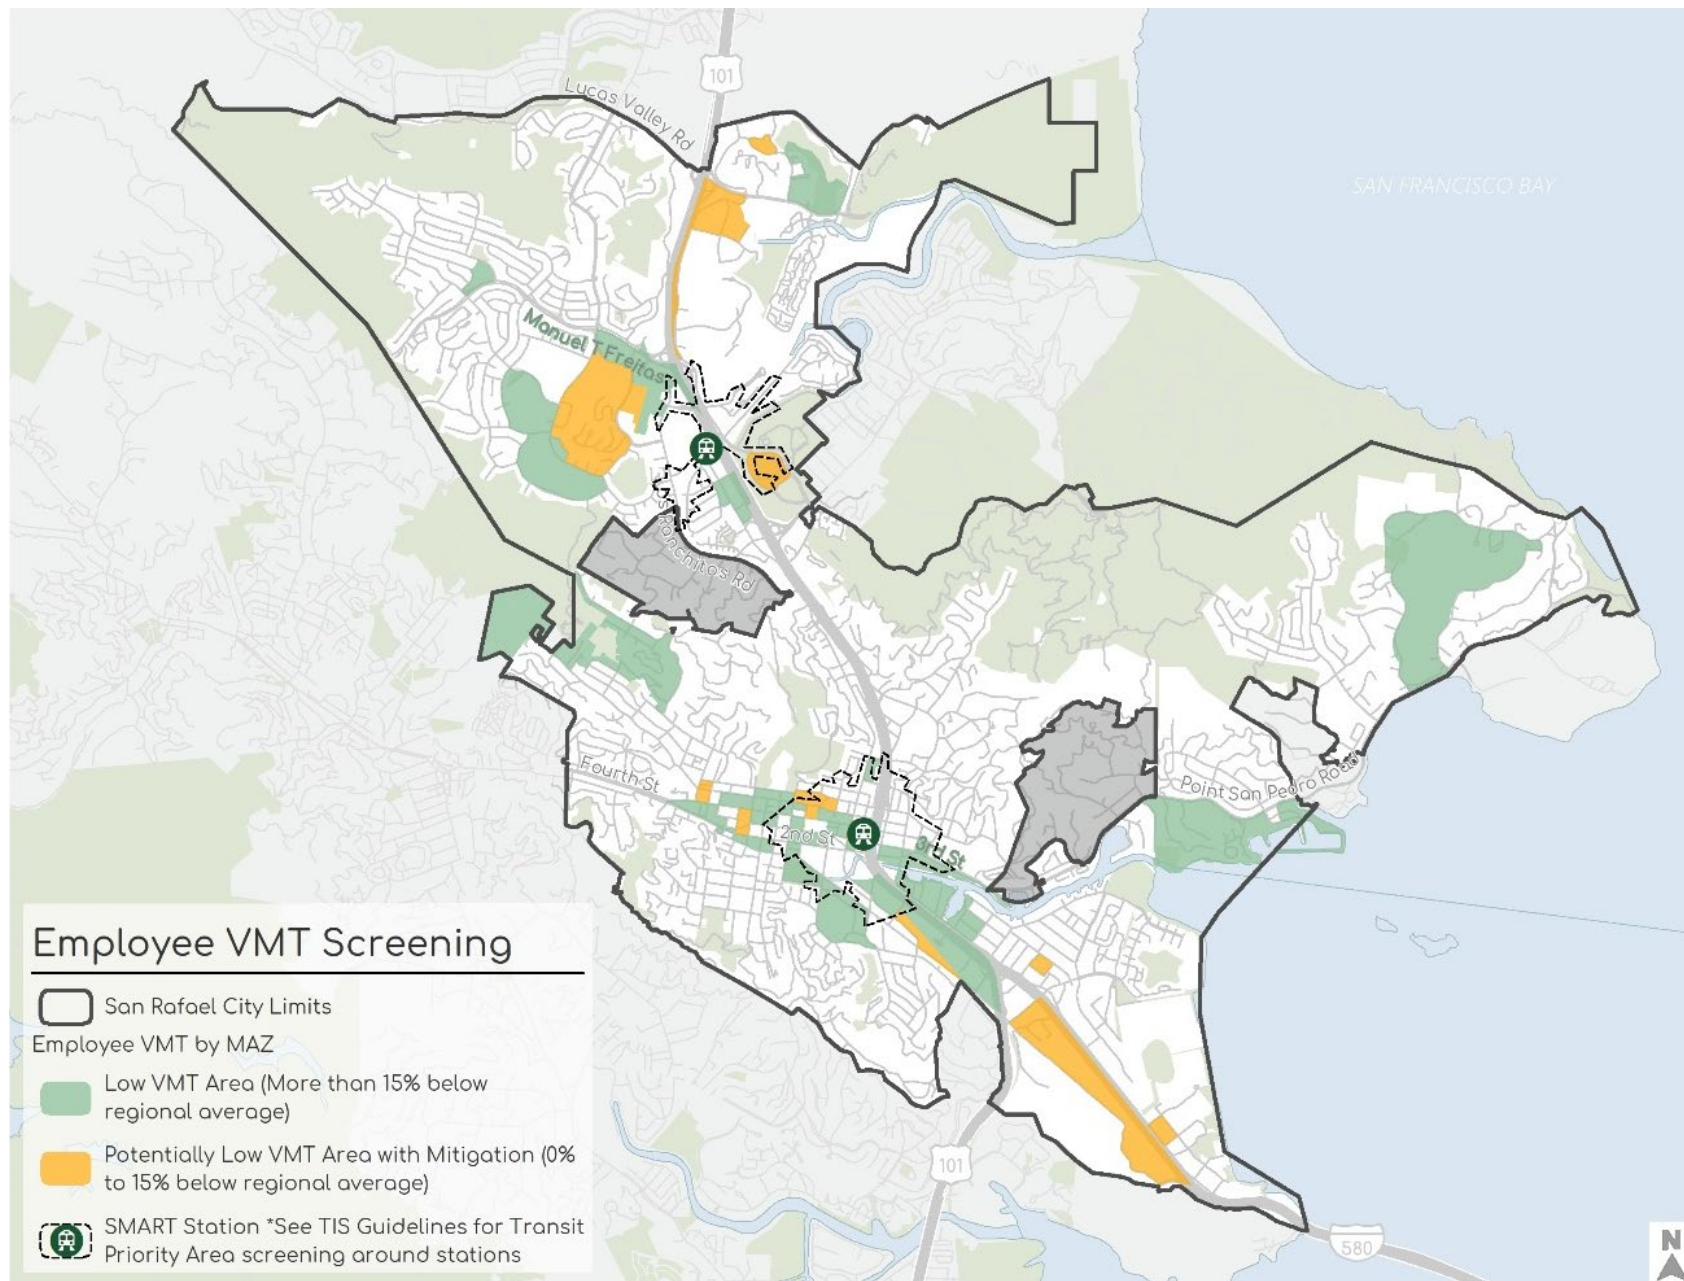 101
Lucas Valley Rd
SAN FRANCISCO BAY
Manuel T Freitas
Ranchitos Rd
Fourth St
Point San Pedro Road
2nd St
3rd St
Employee VMT Screening
San Rafael City Limits
Employee VMT by MAZ
Low VMT Area (More than 15% below
regional average)
Potentially Low VMT Area with Mitigation (0%
to 15% below regional average)
SMART Station *See TIS Guidelines for Transit
Priority Area screening around stations
101
580
N